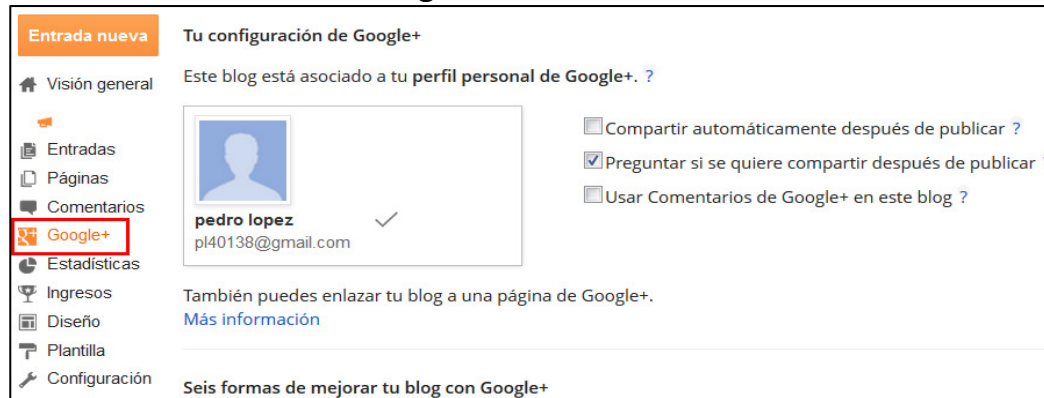 Entrada nueva
Visión general
Entradas
Páginas
Comentarios
Google+
Estadísticas
Ingresos
Diseño
Plantilla
Configuración
Tu configuración de Google+
Este blog está asociado a tu perfil personal de Google+. ?
pedro lopez
pl40138@gmail.com
Compartir automáticamente después de publicar ?
Preguntar si se quiere compartir después de publicar
Usar Comentarios de Google+ en este blog ?
También puedes enlazar tu blog a una página de Google+.
Más información
Seis formas de mejorar tu blog con Google+